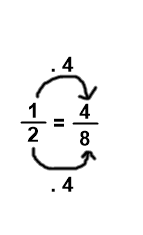 . 4
1/2 = 4/8
. 4